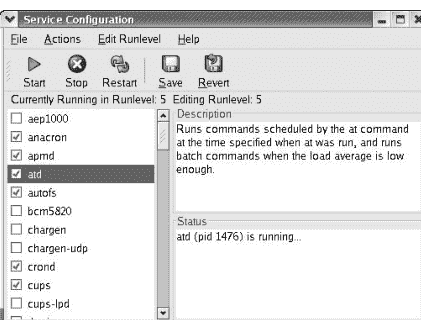 Service Configuration
File Actions Edit Runlevel Help
Start Stop Restart Save Revert
Currently Running in Runlevel: 5 Editing Runlevel: 5
aep1000
anacron
apmd
atd
autofs
bcm5820
chargen
chargen-udp
crond
cups
cups-lpd
Description
Runs commands scheduled by the at command
at the time specified when at was run, and runs
batch commands when the load average is low
enough.
Status
atd (pid 1476) is running...